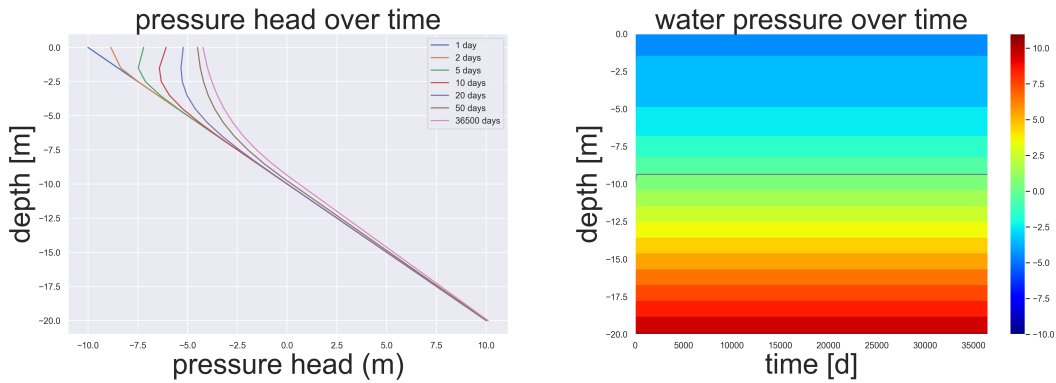 pressure head over time
depth [m]
0.0
−2.5
−5.0
−7.5
−10.0
−12.5
−15.0
−17.5
−20.0
−10.0 −7.5 −5.0 −2.5 0.0 2.5 5.0 7.5 10.0
pressure head (m)
1 day
2 days
5 days
10 days
20 days
50 days
36500 days
water pressure over time
depth [m]
0.0
−2.5
−5.0
−7.5
−10.0
−12.5
−15.0
−17.5
−20.0
0 5000 10000 15000 20000 25000 30000 35000
time [d]
10.0
7.5
5.0
2.5
0.0
−2.5
−5.0
−7.5
−10.0